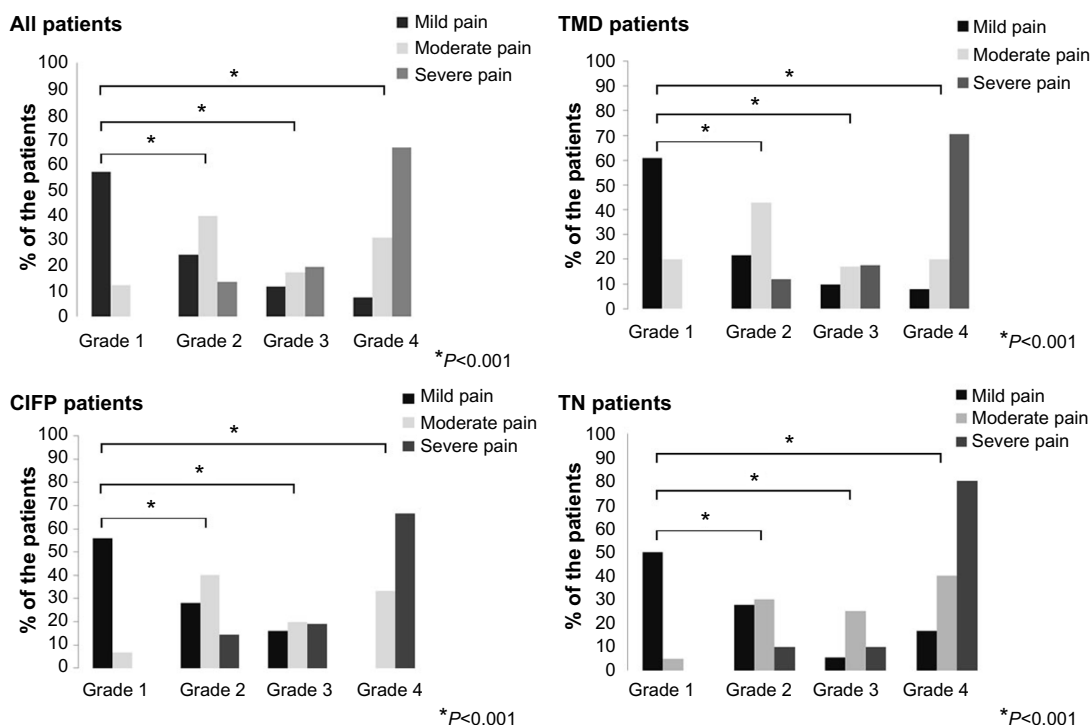 All patients
Mild pain
Moderate pain
Severe pain
% of the patients
100
90
80
70
60
50
40
30
20
10
0
*
*
*
Grade 1 Grade 2 Grade 3 Grade 4
*P<0.001
TMD patients
Mild pain
Moderate pain
Severe pain
% of the patients
100
90
80
70
60
50
40
30
20
10
0
*
*
*
Grade 1 Grade 2 Grade 3 Grade 4
*P<0.001
CIFP patients
Mild pain
Moderate pain
Severe pain
% of the patients
100
90
80
70
60
50
40
30
20
10
0
*
*
*
Grade 1 Grade 2 Grade 3 Grade 4
*P<0.001
TN patients
Mild pain
Moderate pain
Severe pain
% of the patients
100
90
80
70
60
50
40
30
20
10
0
*
*
*
Grade 1 Grade 2 Grade 3 Grade 4
*P<0.001